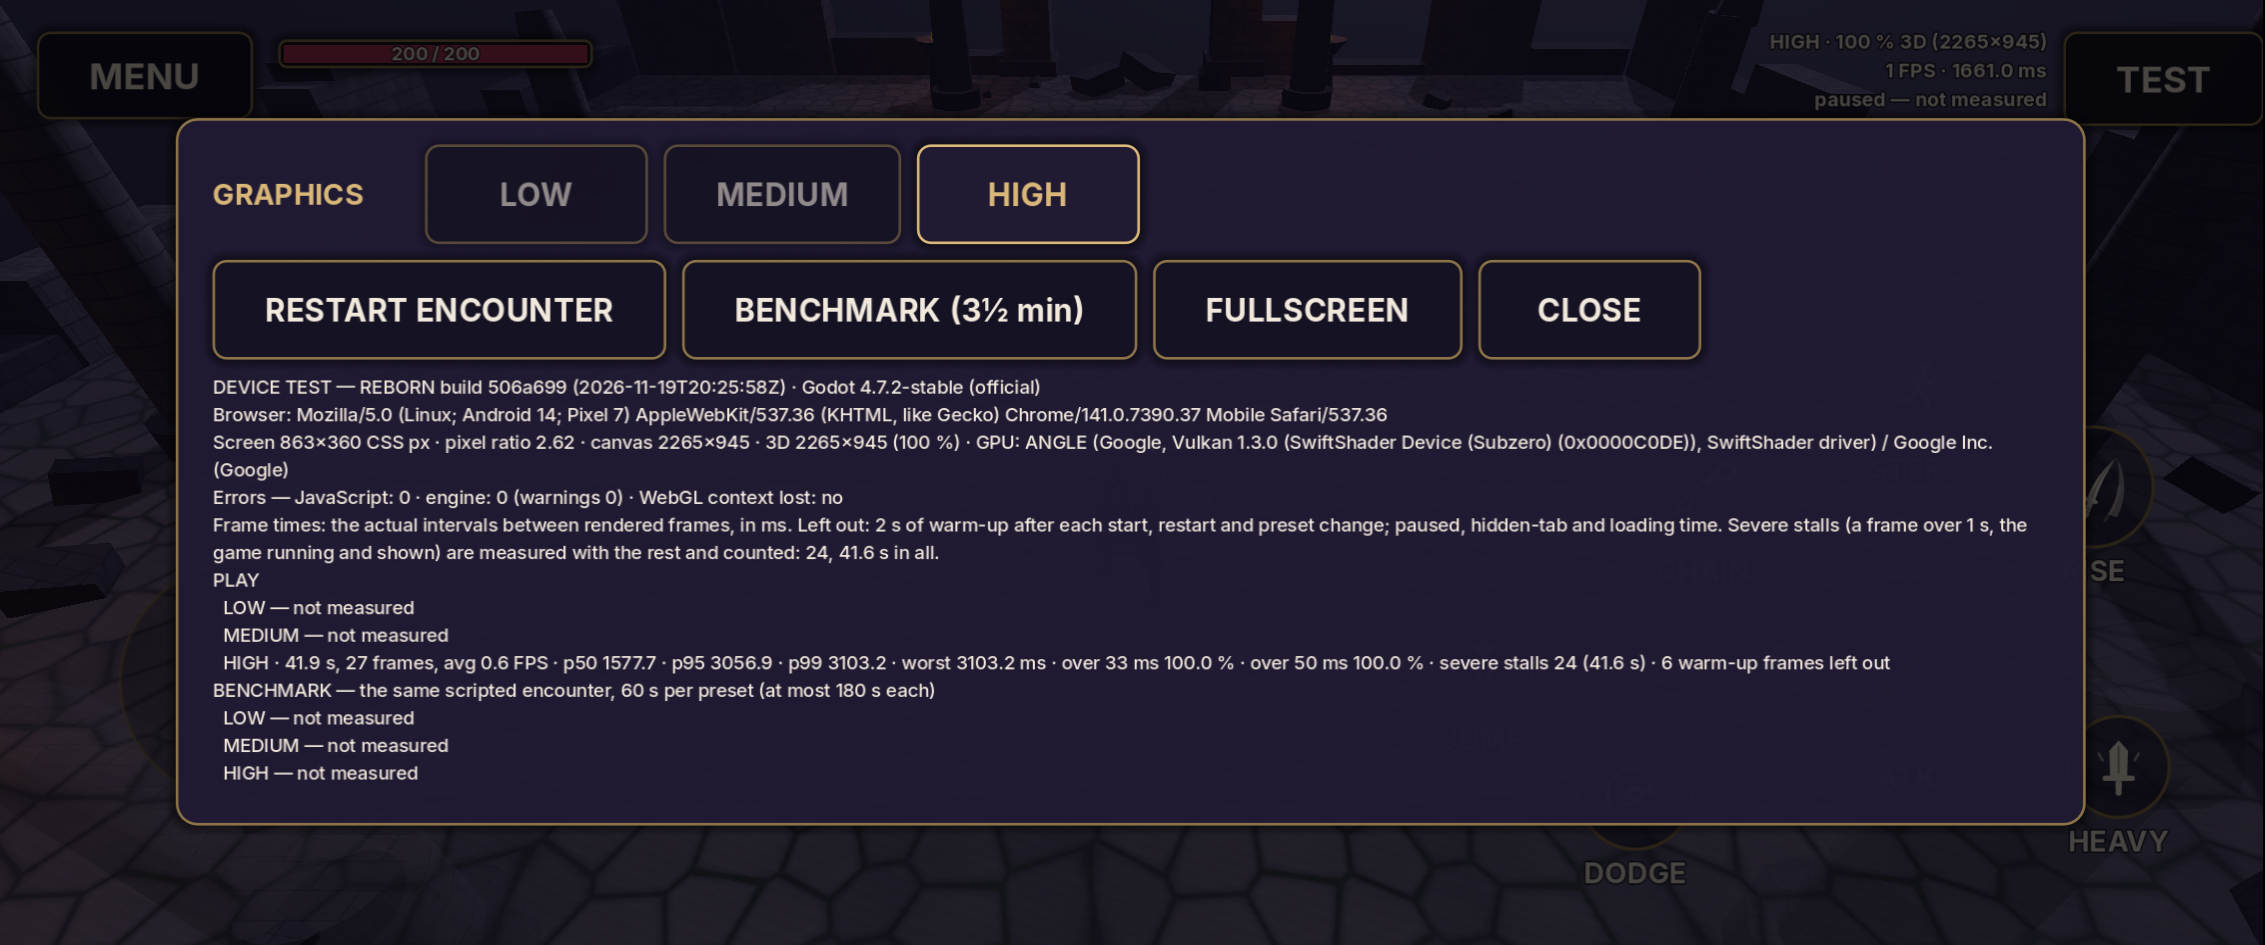 MENU
200 / 200
HIGH · 100 % 3D (2265×945)
1 FPS · 1661.0 ms
paused — not measured
TEST
GRAPHICS
LOW
MEDIUM
HIGH
RESTART ENCOUNTER
BENCHMARK (3½ min)
FULLSCREEN
CLOSE
DEVICE TEST — REBORN build 506a699 (2026-11-19T20:25:58Z) · Godot 4.7.2-stable (official)
Browser: Mozilla/5.0 (Linux; Android 14; Pixel 7) AppleWebKit/537.36 (KHTML, like Gecko) Chrome/141.0.7390.37 Mobile Safari/537.36
Screen 863×360 CSS px · pixel ratio 2.62 · canvas 2265×945 · 3D 2265×945 (100 %) · GPU: ANGLE (Google, Vulkan 1.3.0 (SwiftShader Device (Subzero) (0x0000C0DE)), SwiftShader driver) / Google Inc.
(Google)
Errors — JavaScript: 0 · engine: 0 (warnings 0) · WebGL context lost: no
Frame times: the actual intervals between rendered frames, in ms. Left out: 2 s of warm-up after each start, restart and preset change; paused, hidden-tab and loading time. Severe stalls (a frame over 1 s, the
game running and shown) are measured with the rest and counted: 24, 41.6 s in all.
PLAY
LOW — not measured
MEDIUM — not measured
HIGH · 41.9 s, 27 frames, avg 0.6 FPS · p50 1577.7 · p95 3056.9 · p99 3103.2 · worst 3103.2 ms · over 33 ms 100.0 % · over 50 ms 100.0 % · severe stalls 24 (41.6 s) · 6 warm-up frames left out
BENCHMARK — the same scripted encounter, 60 s per preset (at most 180 s each)
LOW — not measured
MEDIUM — not measured
HIGH — not measured
SE
JUMP
DODGE
HEAVY